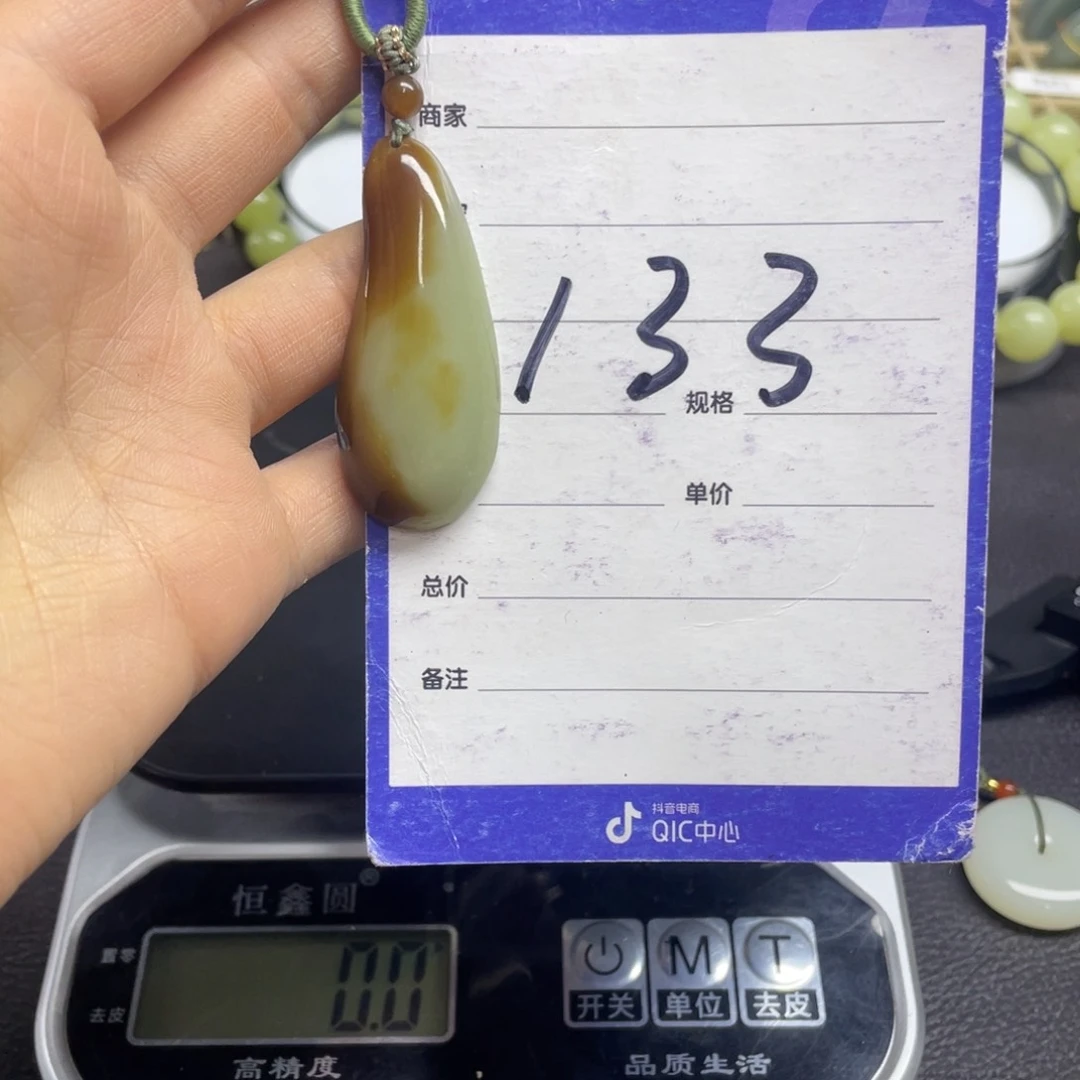 商家
133
规格
单价
总价
备注
抖音电商
QIC中心
恒鑫圆®
置零
0.0
去皮
M T
开关 单位 去皮
高精度 品质生活